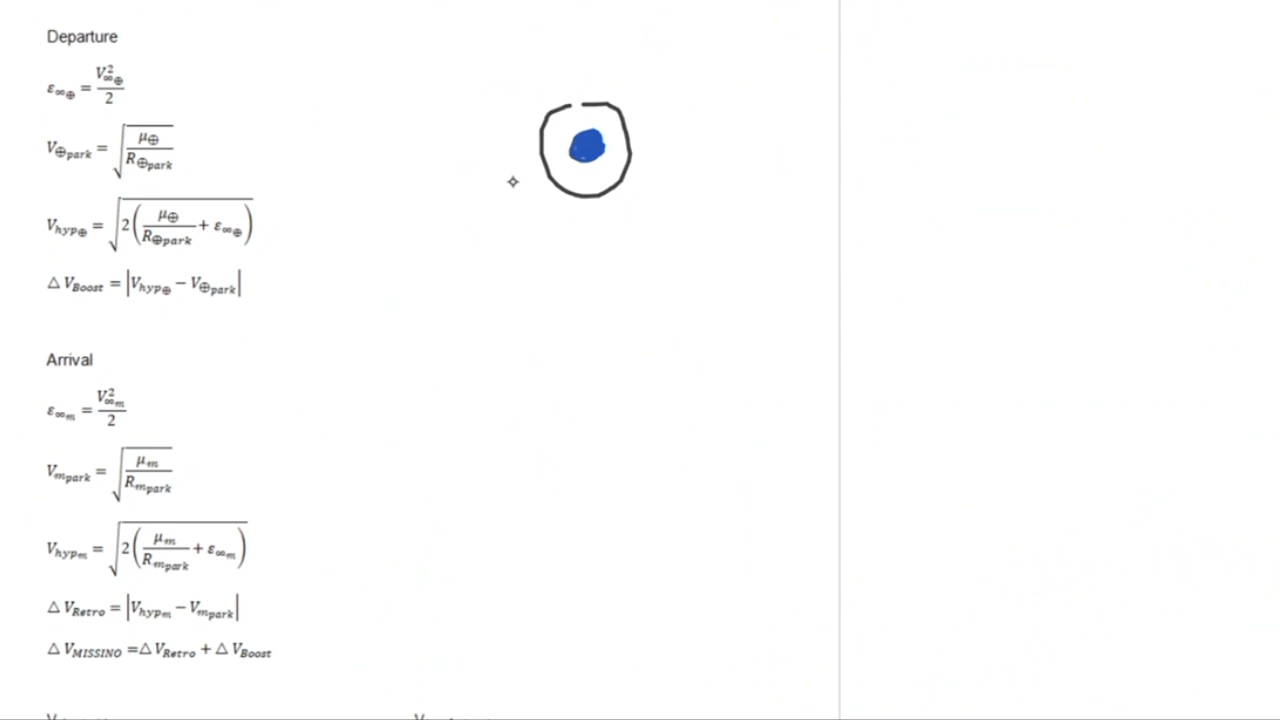 Departure
ε∞⊕ = V²∞⊕ / 2
V⊕park = √(μ⊕ / R⊕park)
Vhyp⊕ = √(2(μ⊕ / R⊕park + ε∞⊕))
△ VBoost = |Vhyp⊕ − V⊕park|
Arrival
ε∞m = V²∞m / 2
Vmpark = √(μm / Rmpark)
Vhypm = √(2(μm / Rmpark + ε∞m))
△ VRetro = |Vhypm − Vmpark|
△ VMISSINO =△ VRetro + △ VBoost